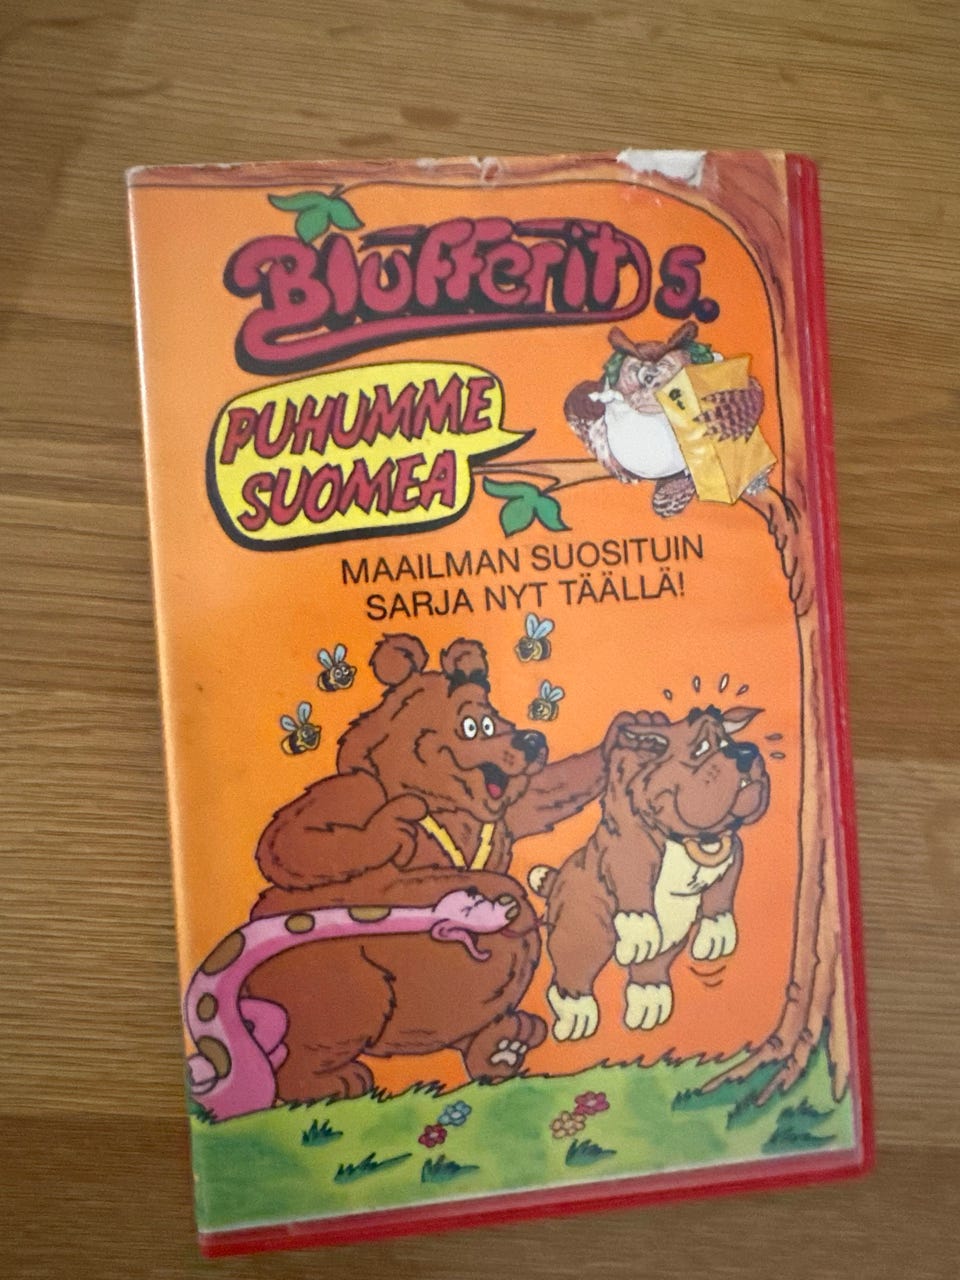 Blufferit 5.
PUHUMME
SUOMEA
MAAILMAN SUOSITUIN
SARJA NYT TÄÄLLÄ!